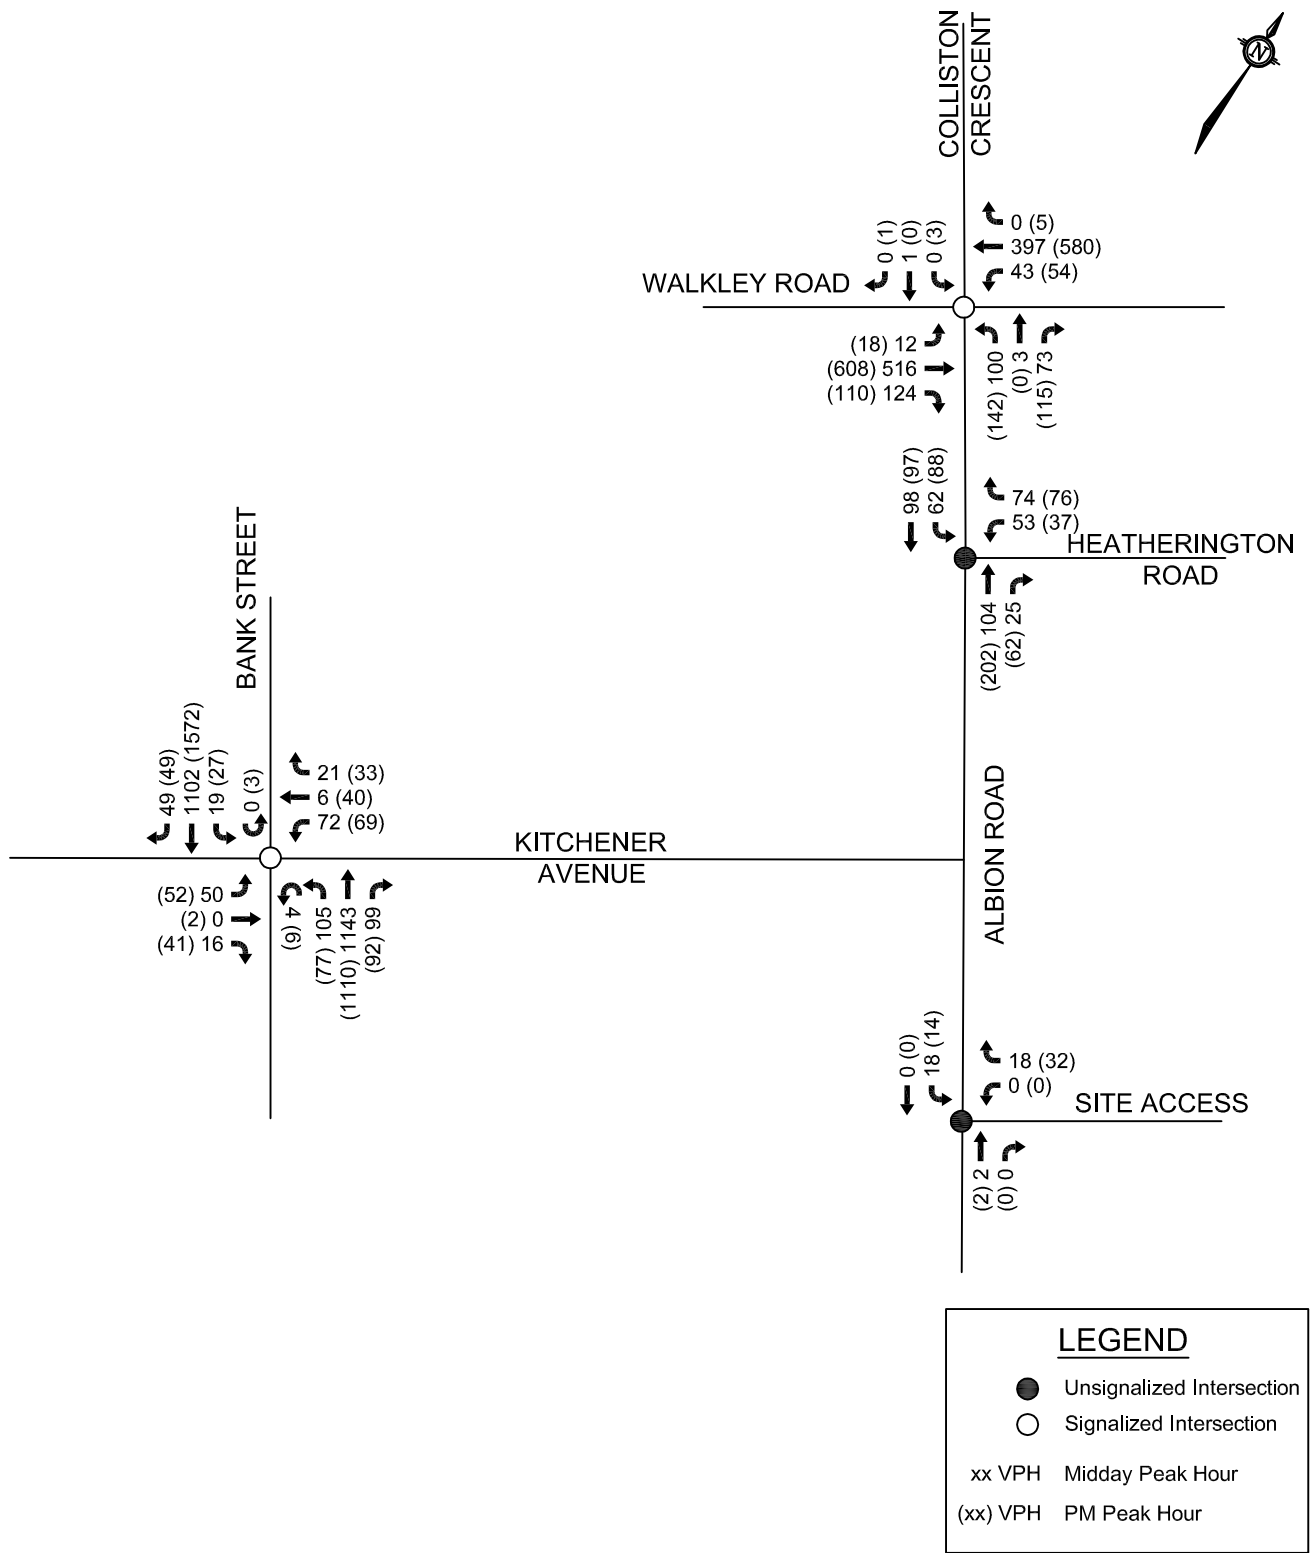 COLLISTON
CRESCENT
N
0 (1)
1 (0)
0 (3)
0 (5)
397 (580)
43 (54)
WALKLEY ROAD
(18) 12
(608) 516
(110) 124
(142) 100
(0) 3
(115) 73
98 (97)
62 (88)
74 (76)
53 (37)
HEATHERINGTON
ROAD
(202) 104
(62) 25
BANK STREET
49 (49)
1102 (1572)
19 (27)
0 (3)
21 (33)
6 (40)
72 (69)
KITCHENER
AVENUE
(52) 50
(2) 0
(41) 16
4 (6)
(77) 105
(1110) 1143
(92) 99
ALBION ROAD
0 (0)
18 (14)
18 (32)
0 (0)
SITE ACCESS
(2) 2
(0) 0
LEGEND
Unsignalized Intersection
Signalized Intersection
xx VPH Midday Peak Hour
(xx) VPH PM Peak Hour